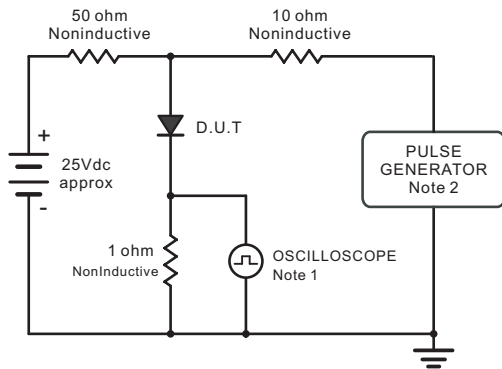 50 ohm
Noninductive
10 ohm
Noninductive
D.U.T
+
25Vdc
approx
-
PULSE
GENERATOR
Note 2
1 ohm
NonInductive
OSCILLOSCOPE
Note 1